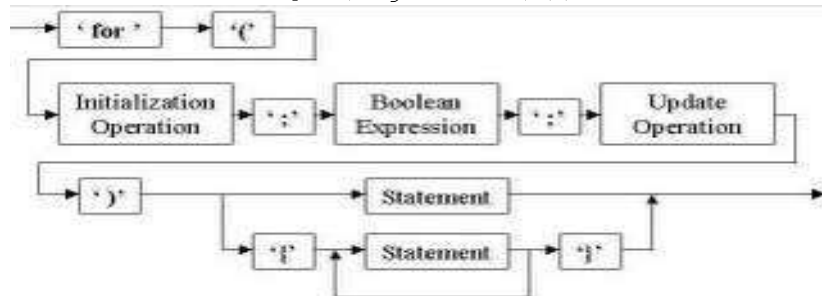 ‘ for ’ ‘(’
Initialization Operation ‘ ; ’ Boolean Expression ‘ ; ’ Update Operation
‘ )’ Statement
‘{’ Statement ‘}’